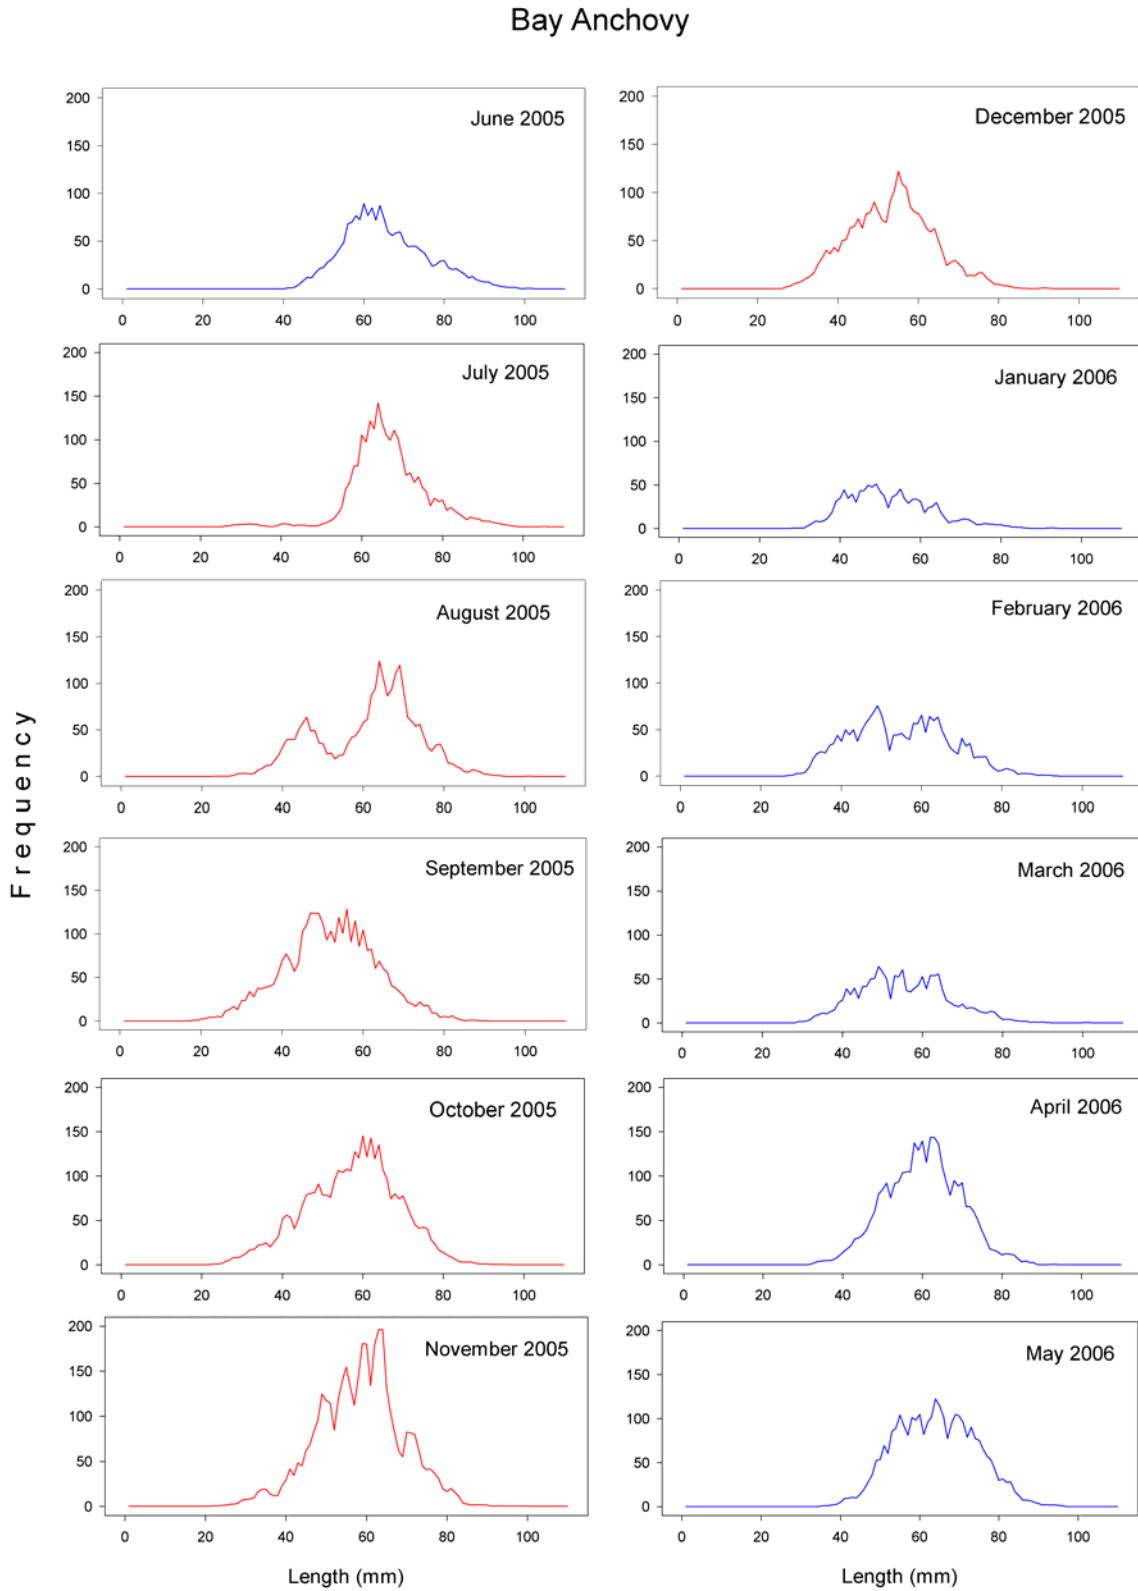 Bay Anchovy
Frequency
June 2005
200
150
100
50
0
0 20 40 60 80 100
July 2005
200
150
100
50
0
0 20 40 60 80 100
August 2005
200
150
100
50
0
0 20 40 60 80 100
September 2005
200
150
100
50
0
0 20 40 60 80 100
October 2005
200
150
100
50
0
0 20 40 60 80 100
November 2005
200
150
100
50
0
0 20 40 60 80 100
Length (mm)
December 2005
200
150
100
50
0
0 20 40 60 80 100
January 2006
200
150
100
50
0
0 20 40 60 80 100
February 2006
200
150
100
50
0
0 20 40 60 80 100
March 2006
200
150
100
50
0
0 20 40 60 80 100
April 2006
200
150
100
50
0
0 20 40 60 80 100
May 2006
200
150
100
50
0
0 20 40 60 80 100
Length (mm)